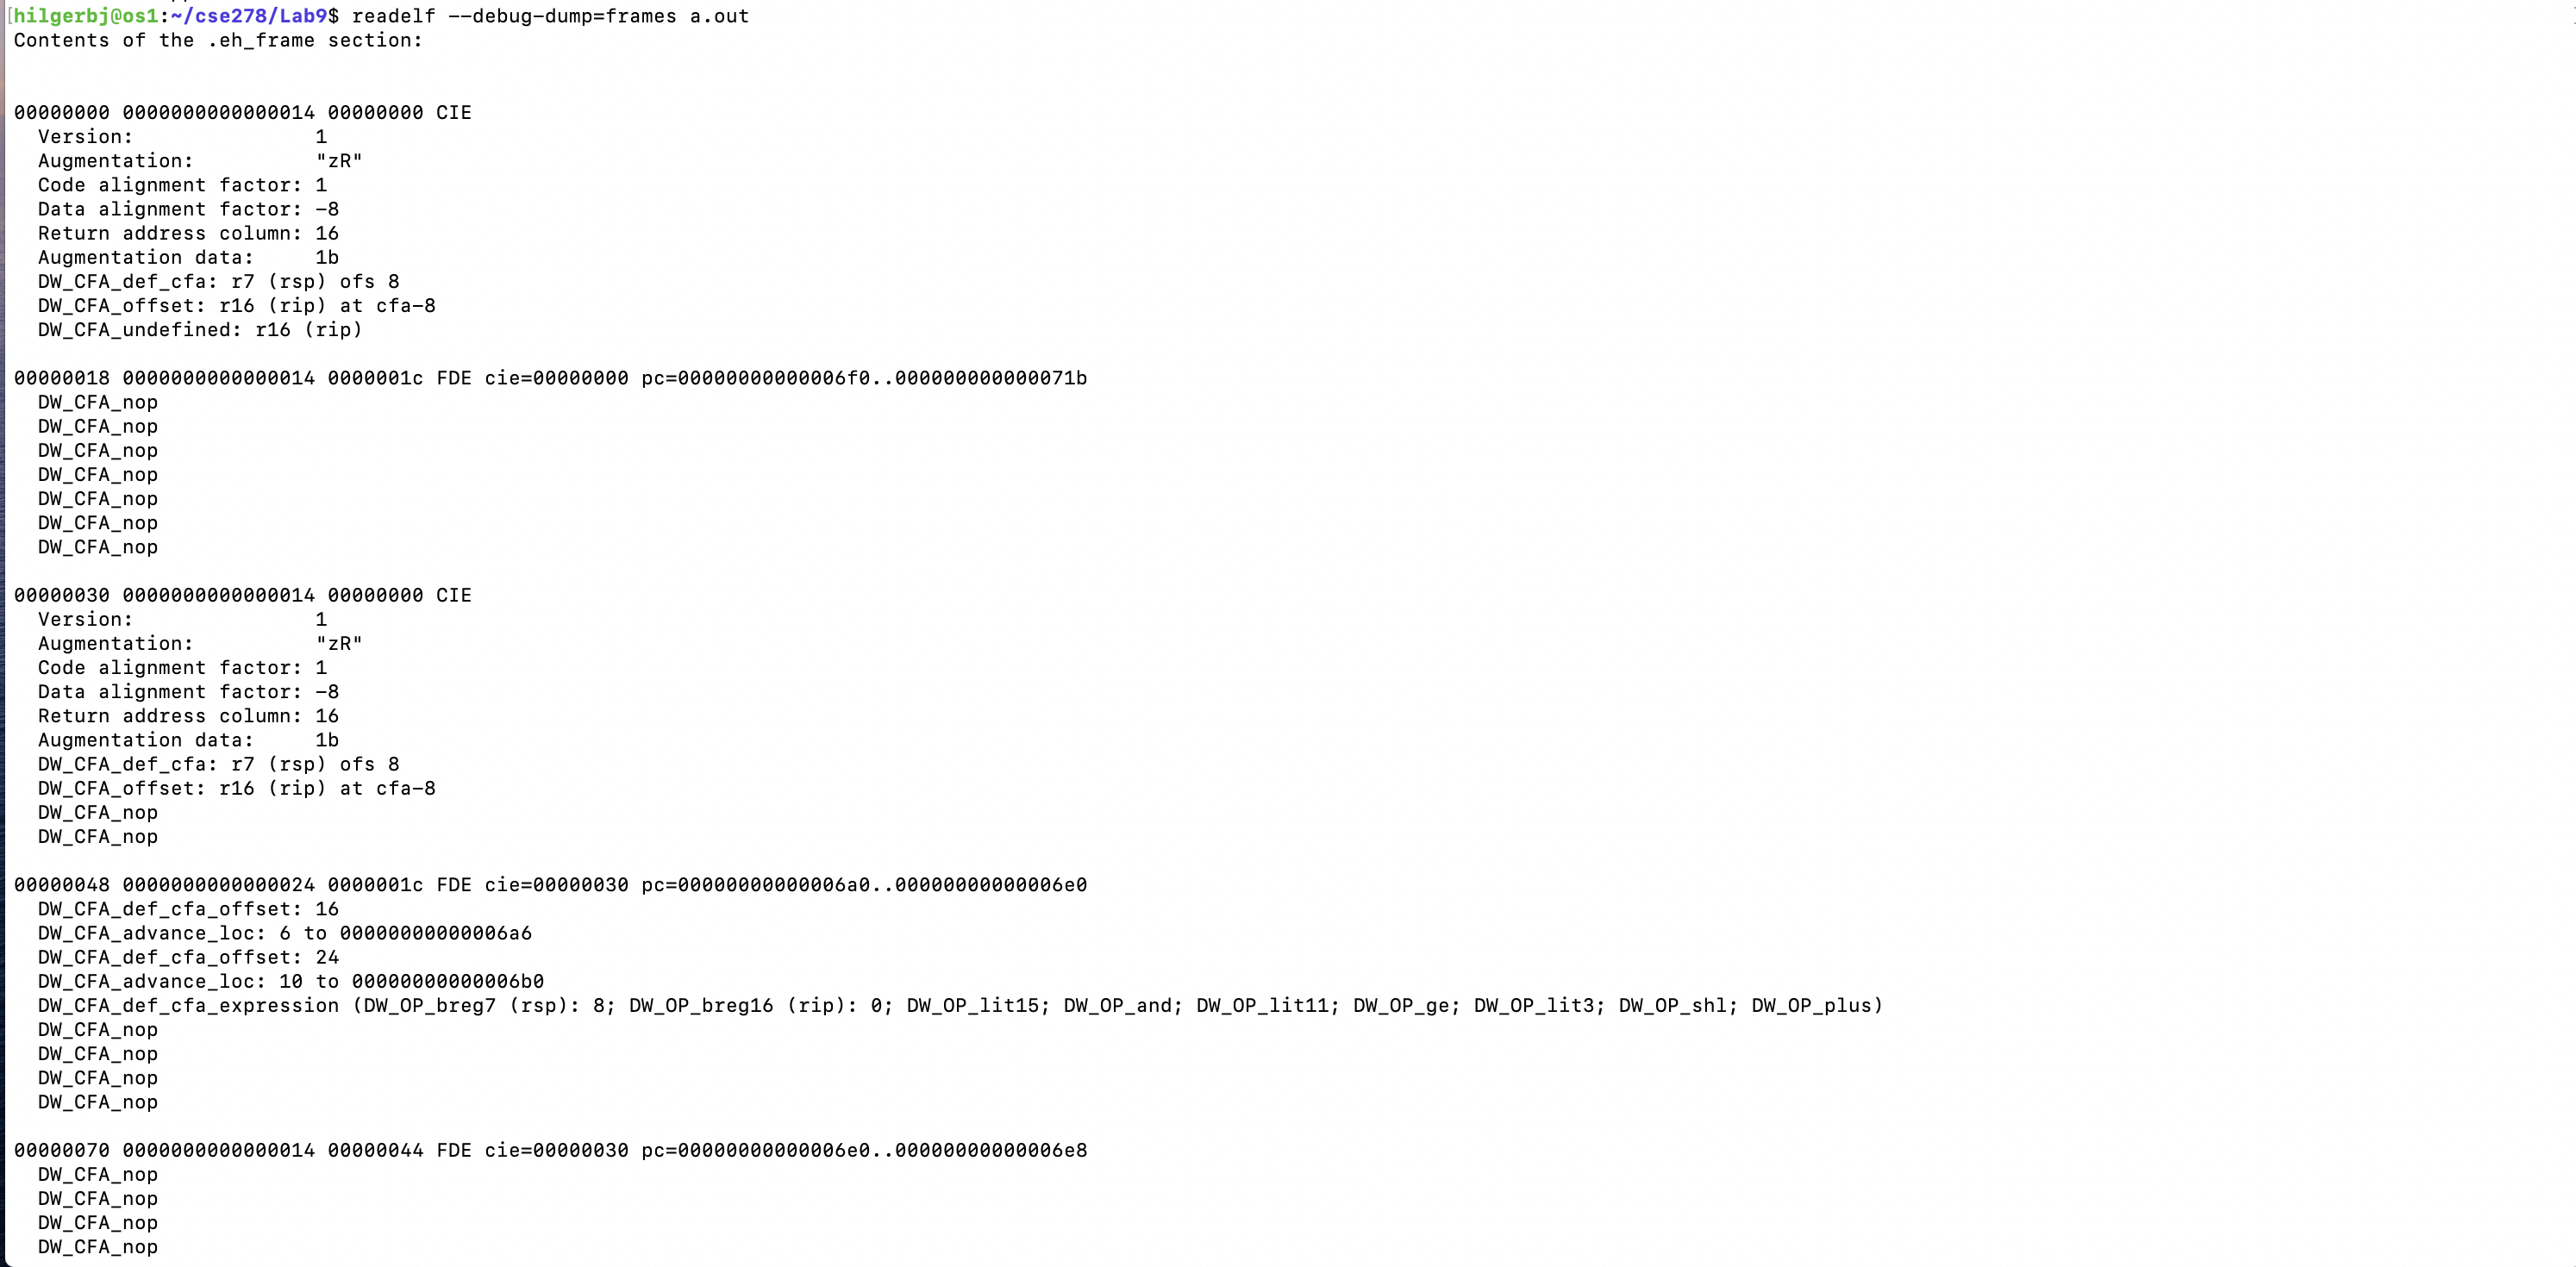 [hilgerbj@os1:~/cse278/Lab9$ readelf --debug-dump=frames a.out
Contents of the .eh_frame section:
00000000 0000000000000014 00000000 CIE
  Version:               1
  Augmentation:          "zR"
  Code alignment factor: 1
  Data alignment factor: -8
  Return address column: 16
  Augmentation data:     1b
  DW_CFA_def_cfa: r7 (rsp) ofs 8
  DW_CFA_offset: r16 (rip) at cfa-8
  DW_CFA_undefined: r16 (rip)
00000018 0000000000000014 0000001c FDE cie=00000000 pc=00000000000006f0..000000000000071b
  DW_CFA_nop
  DW_CFA_nop
  DW_CFA_nop
  DW_CFA_nop
  DW_CFA_nop
  DW_CFA_nop
  DW_CFA_nop
00000030 0000000000000014 00000000 CIE
  Version:               1
  Augmentation:          "zR"
  Code alignment factor: 1
  Data alignment factor: -8
  Return address column: 16
  Augmentation data:     1b
  DW_CFA_def_cfa: r7 (rsp) ofs 8
  DW_CFA_offset: r16 (rip) at cfa-8
  DW_CFA_nop
  DW_CFA_nop
00000048 0000000000000024 0000001c FDE cie=00000030 pc=00000000000006a0..00000000000006e0
  DW_CFA_def_cfa_offset: 16
  DW_CFA_advance_loc: 6 to 00000000000006a6
  DW_CFA_def_cfa_offset: 24
  DW_CFA_advance_loc: 10 to 00000000000006b0
  DW_CFA_def_cfa_expression (DW_OP_breg7 (rsp): 8; DW_OP_breg16 (rip): 0; DW_OP_lit15; DW_OP_and; DW_OP_lit11; DW_OP_ge; DW_OP_lit3; DW_OP_shl; DW_OP_plus)
  DW_CFA_nop
  DW_CFA_nop
  DW_CFA_nop
  DW_CFA_nop
00000070 0000000000000014 00000044 FDE cie=00000030 pc=00000000000006e0..00000000000006e8
  DW_CFA_nop
  DW_CFA_nop
  DW_CFA_nop
  DW_CFA_nop